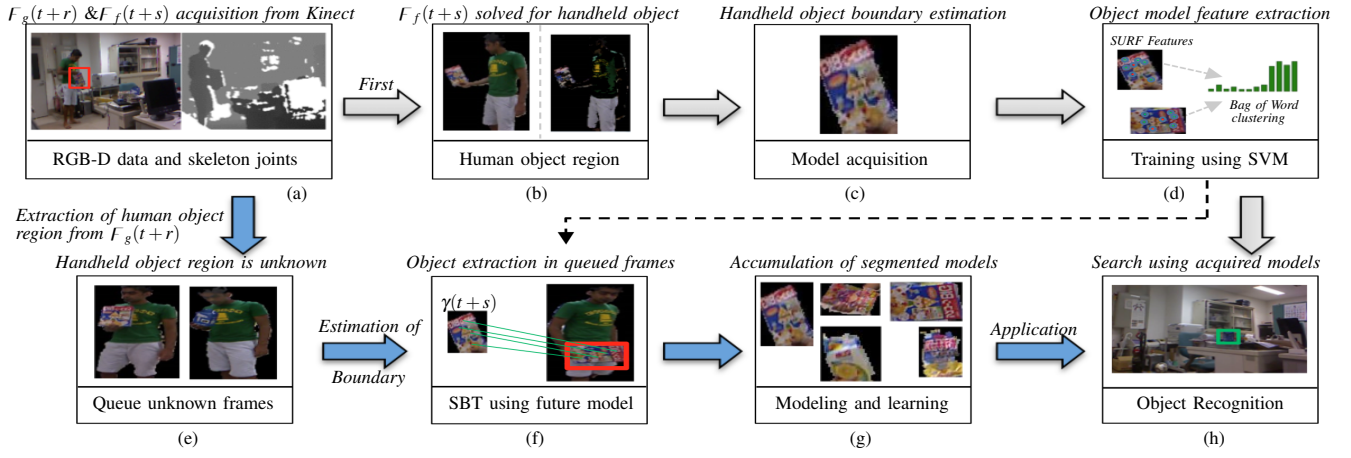 F_g(t+r) &F_f(t+s) acquisition from Kinect
F_f(t+s) solved for handheld object
Handheld object boundary estimation
Object model feature extraction
SURF Features
Bag of Word
clustering
First
RGB-D data and skeleton joints
Human object region
Model acquisition
Training using SVM
(a)
(b)
(c)
(d)
Extraction of human object
region from F_g(t+r)
Handheld object region is unknown
Object extraction in queued frames
Accumulation of segmented models
Search using acquired models
γ(t+s)
Estimation of
Boundary
Application
Queue unknown frames
SBT using future model
Modeling and learning
Object Recognition
(e)
(f)
(g)
(h)